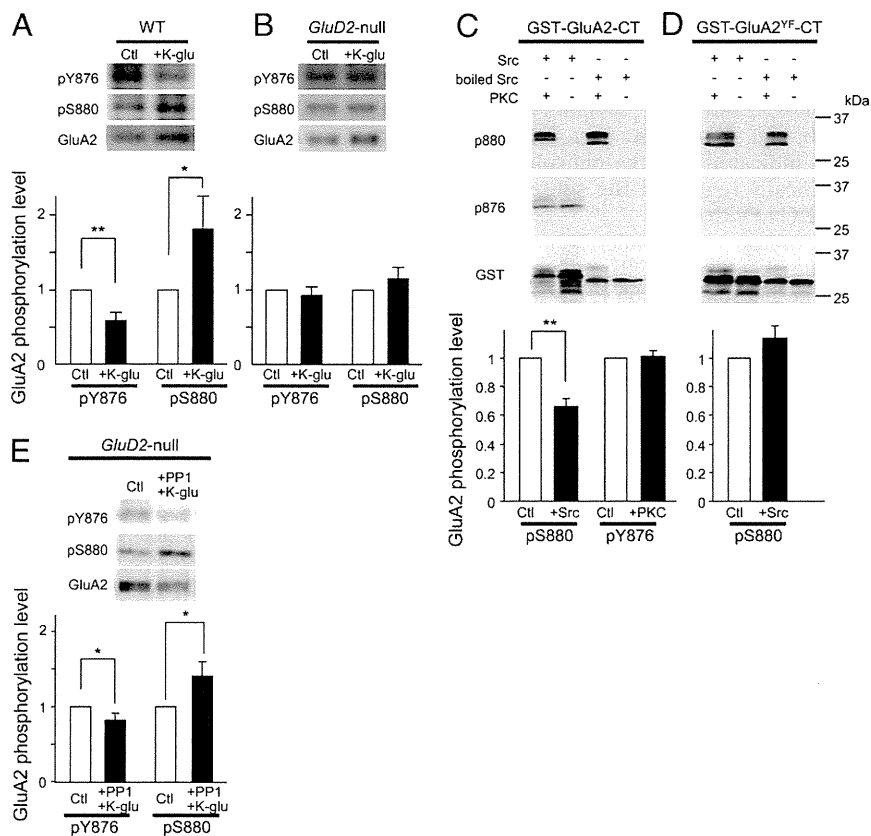 A
WT
Ctl +K-glu
pY876
pS880
GluA2
GluA2 phosphorylation level
2
1
0
**
*
Ctl +K-glu Ctl +K-glu
pY876 pS880
B
GluD2-null
Ctl +K-glu
pY876
pS880
GluA2
2
1
0
Ctl +K-glu Ctl +K-glu
pY876 pS880
C
GST-GluA2-CT
Src + + - -
boiled Src - - + +
PKC + - + -
p880
p876
GST
GluA2 phosphorylation level
1
0.8
0.6
0.4
0.2
0
**
Ctl +Src Ctl +PKC
pS880 pY876
D
GST-GluA2YF-CT
+ + - -
- - + +
+ - + -
kDa
37
25
37
25
37
25
1
0.8
0.6
0.4
0.2
0
Ctl +Src
pS880
E
GluD2-null
Ctl +PP1 +K-glu
pY876
pS880
GluA2
GluA2 phosphorylation level
2
1
0
*
*
Ctl +PP1 +K-glu Ctl +PP1 +K-glu
pY876 pS880